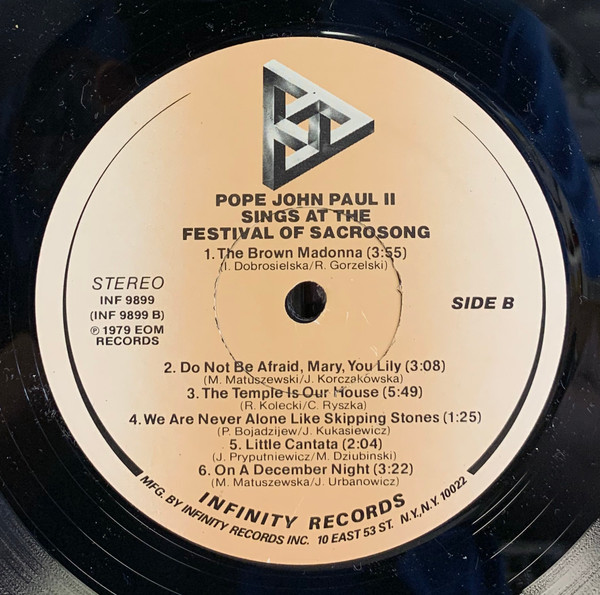 POPE JOHN PAUL II
SINGS AT THE
FESTIVAL OF SACROSONG
1. The Brown Madonna (3:55)
(I. Dobrosielska/R. Gorzelski)
STEREO
INF 9899
(INF 9899 B)
℗ 1979 EOM
RECORDS
SIDE B
2. Do Not Be Afraid, Mary, You Lily (3:08)
(M. Matuszewski/J. Korczakówska)
3. The Temple Is Our House (5:49)
(R. Kolecki/C. Ryszka)
4. We Are Never Alone Like Skipping Stones (1:25)
(P. Bojadzijew/J. Kukasiewicz)
5. Little Cantata (2:04)
(J. Pryputniewicz/M. Dziubinski)
6. On A December Night (3:22)
(M. Matuszewska/J. Urbanowicz)
INFINITY RECORDS
MFG. BY INFINITY RECORDS INC. 10 EAST 53 ST. N.Y., N.Y. 10022